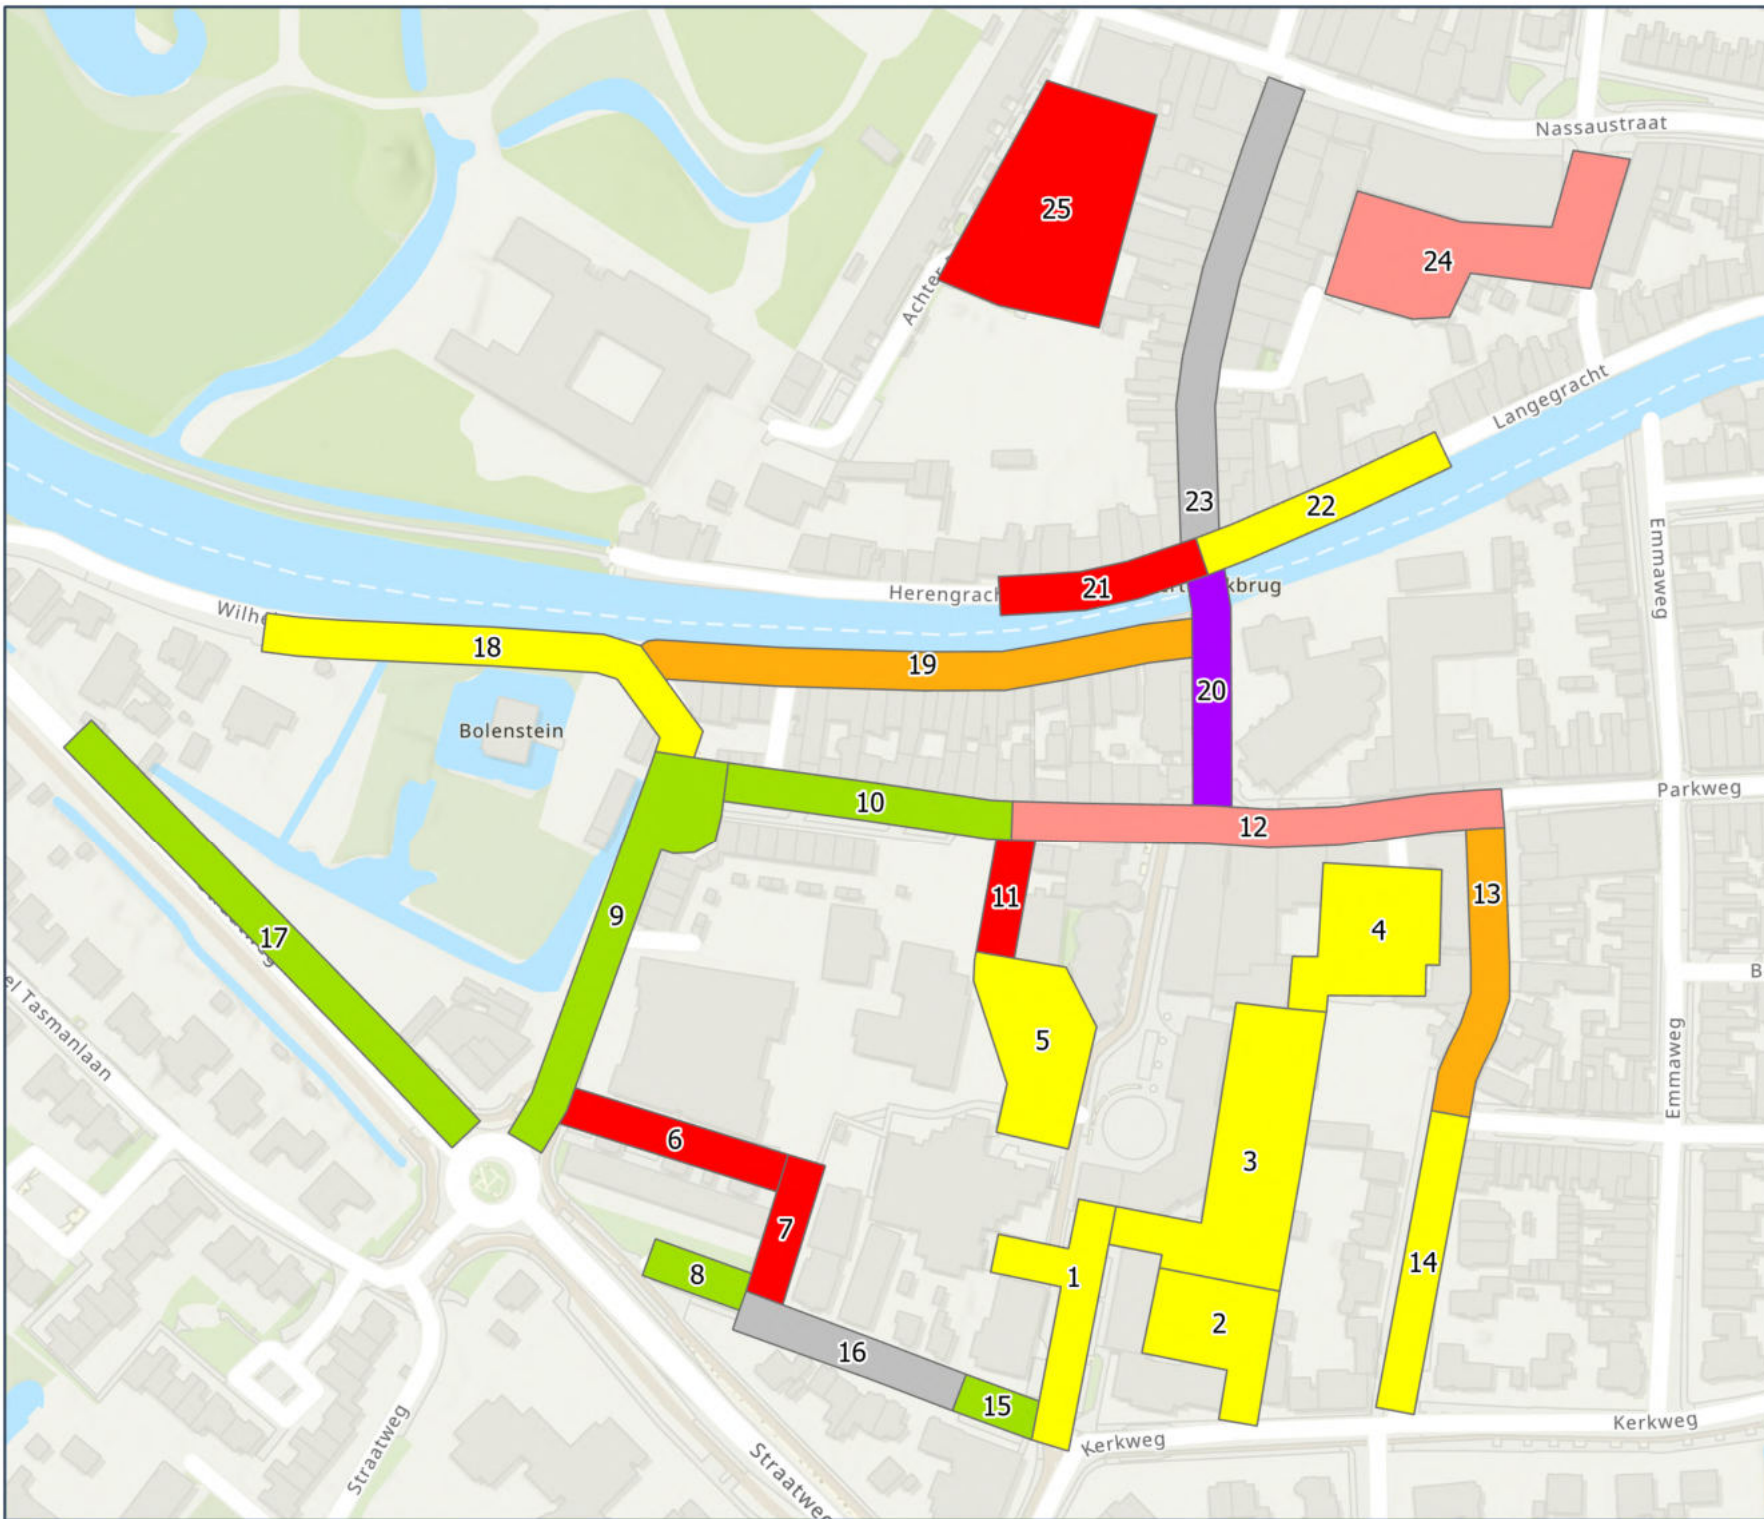 Nassaustraat
25
24
Achter
Langegracht
23
22
Emmaweg
Herengrach
21
kbrug
Wilhe
18
19
20
Bolenstein
Parkweg
10
12
11
13
9
4
17
B
el Tasmanlaan
5
Emmaweg
6
3
7
14
8
1
2
16
15
Kerkweg
Kerkweg
Straatweg
Straatweg